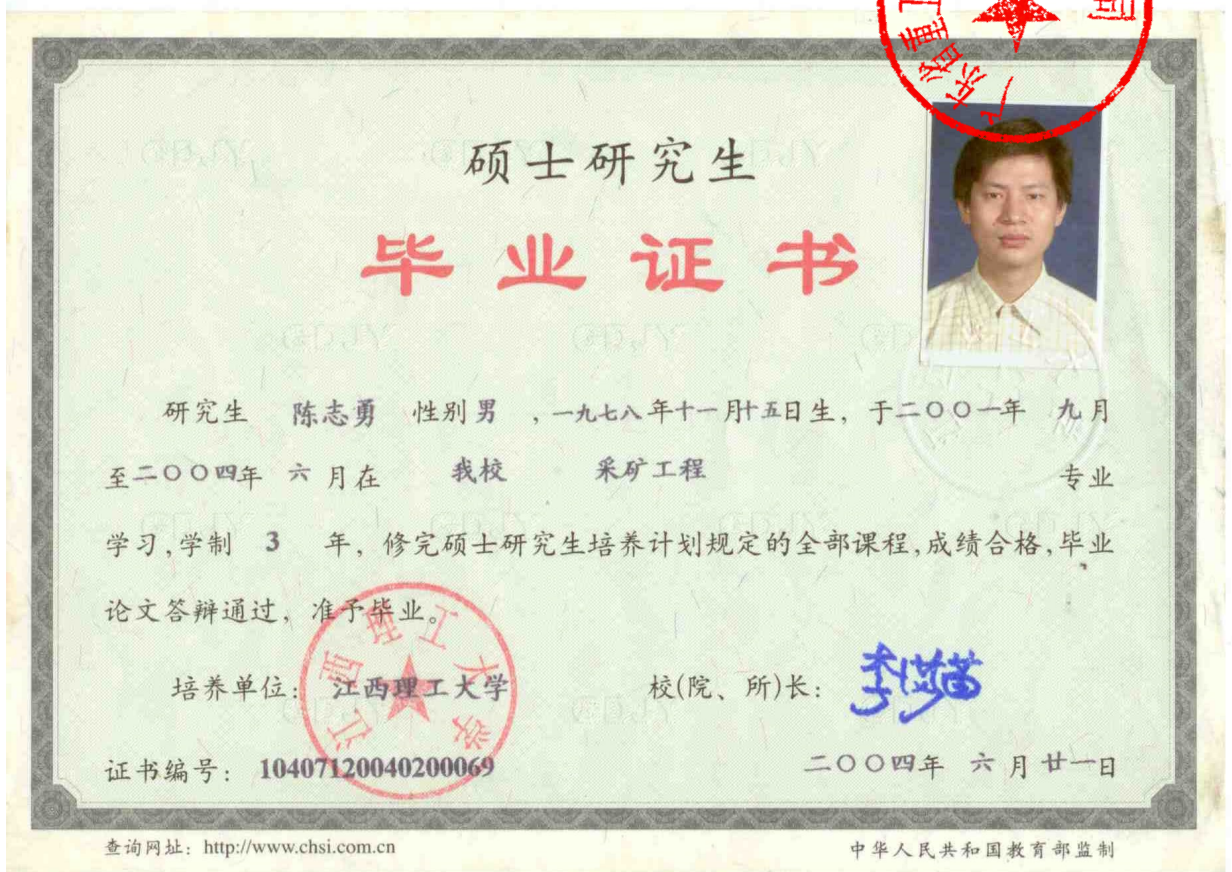 硕士研究生
毕业证书
研究生 陈志勇 性别 男 ,一九七八年十一月十五日生, 于二〇〇一年 九月
至二〇〇四年 六 月在 我校 采矿工程 专业
学习,学制 3 年, 修完硕士研究生培养计划规定的全部课程,成绩合格,毕业
论文答辩通过, 准予毕业。
培养单位: 江西理工大学 校(院、所)长:
江西理工大学
证书编号: 10407120040200069 二〇〇四年 六 月 廿一日
查询网址: http://www.chsi.com.cn 中华人民共和国教育部监制